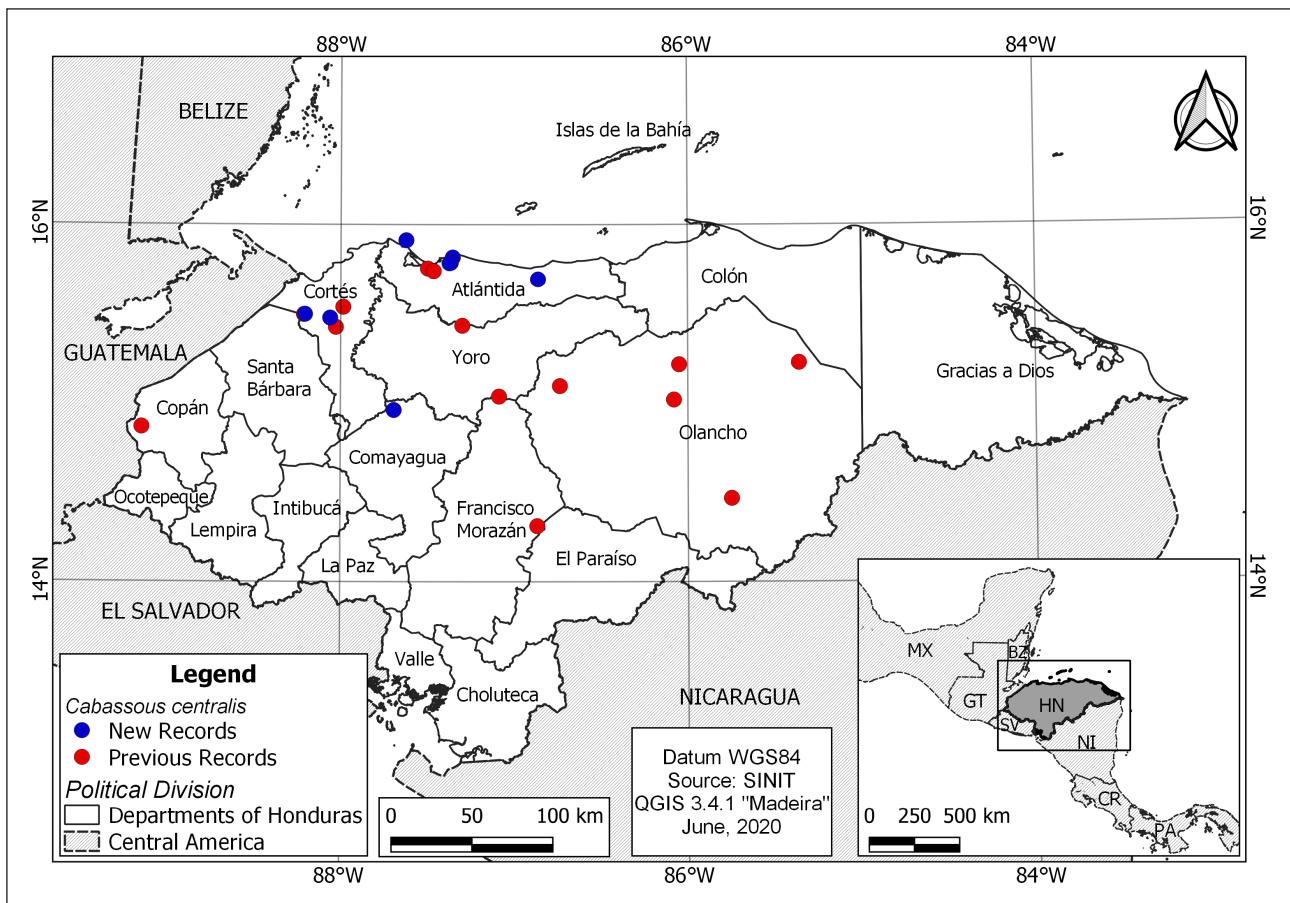 88°W
86°W
84°W
BELIZE
Islas de la Bahía
16°N
16°N
Colón
Cortés
Atlántida
GUATEMALA
Santa
Bárbara
Yoro
Gracias a Dios
Copán
Olancho
Comayagua
Ocotepeque
Intibucá
Francisco
Morazán
Lempira
El Paraíso
La Paz
14°N
14°N
EL SALVADOR
Valle
Choluteca
NICARAGUA
Legend
Cabassous centralis
New Records
Previous Records
Political Division
Departments of Honduras
Central America
0 50 100 km
Datum WGS84
Source: SINIT
QGIS 3.4.1 "Madeira"
June, 2020
MX
BZ
GT
HN
SV
NI
CR
PA
0 250 500 km
88°W
86°W
84°W